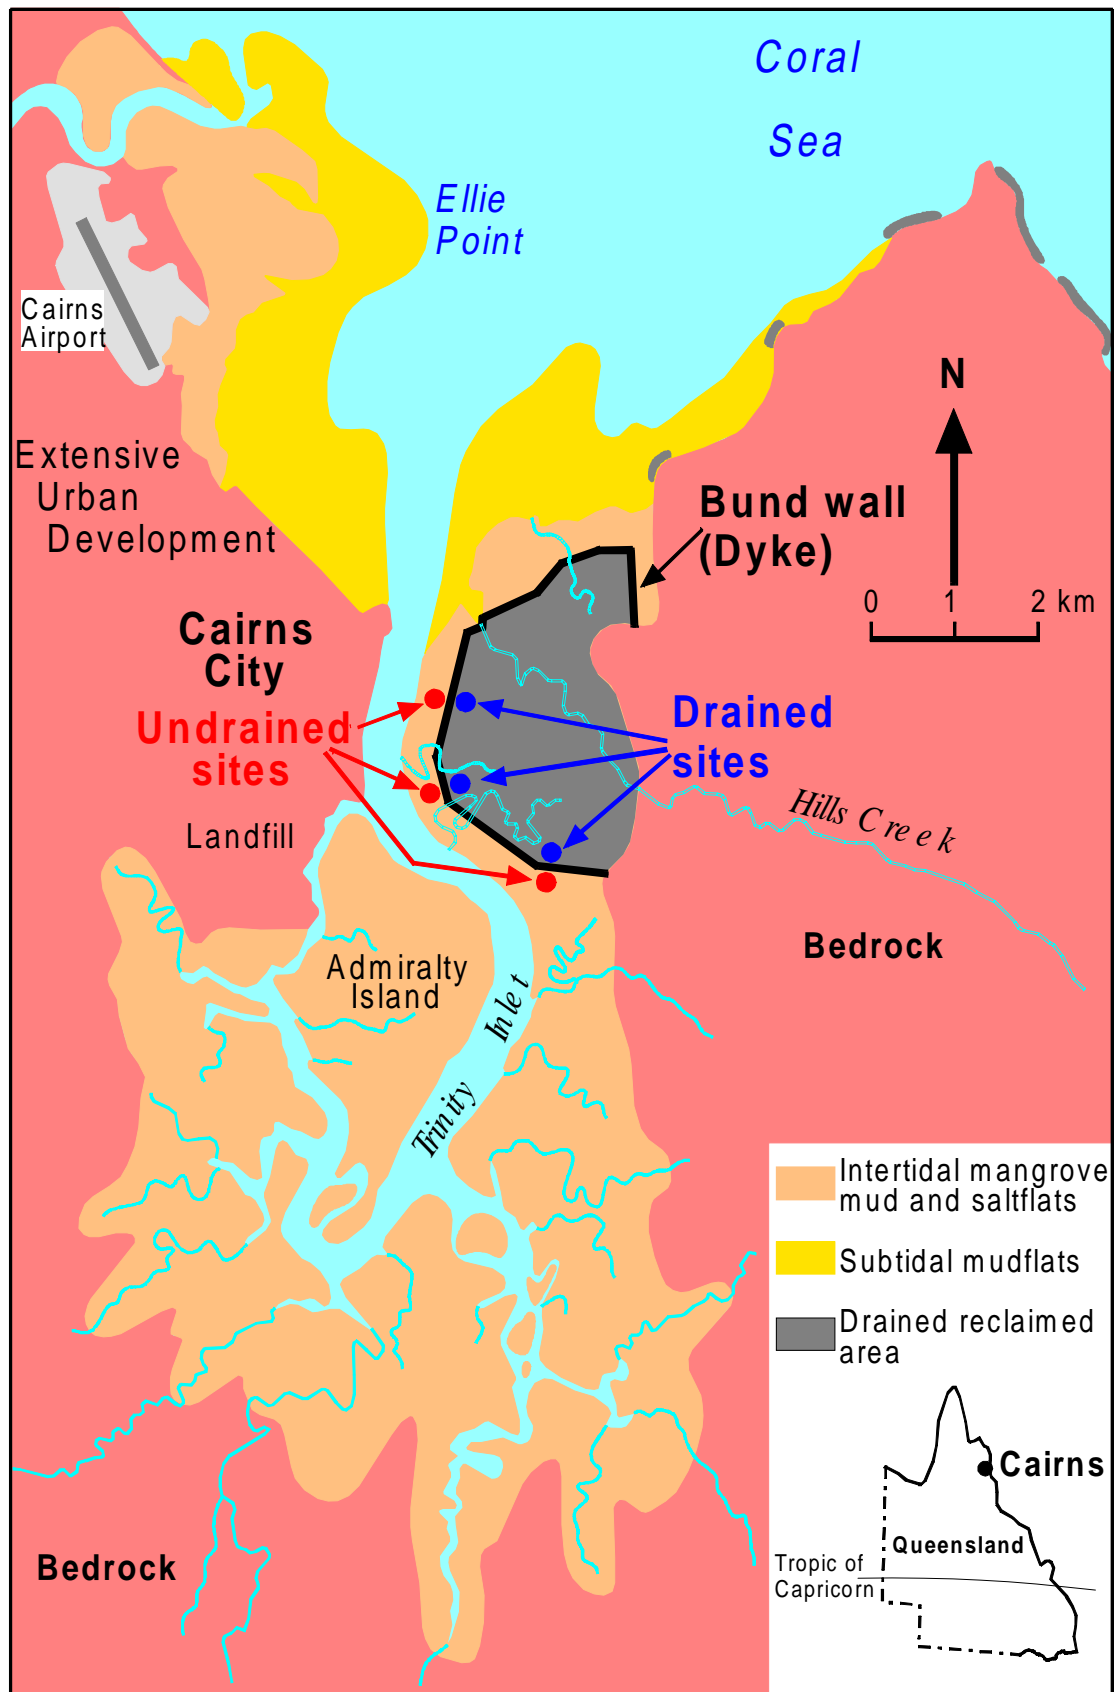 Coral
Sea
Ellie
Point
Cairns
Airport
N
Extensive
Urban
Development
Bund wall
(Dyke)
0 1 2 km
Cairns
City
Undrained
sites
Drained
sites
Landfill
Hills Creek
Bedrock
Admiralty
Island
Trinity Inlet
Intertidal mangrove
mud and saltflats
Subtidal mudflats
Drained reclaimed
area
Cairns
Queensland
Tropic of
Capricorn
Bedrock